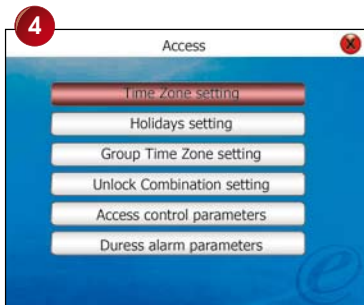 4
Access
X
Time Zone setting
Holidays setting
Group Time Zone setting
Unlock Combination setting
Access control parameters
Duress alarm parameters
e